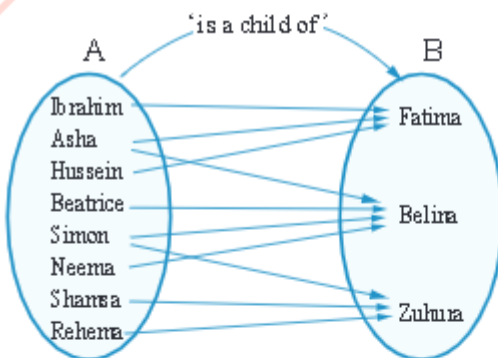 'is a child of'
A
B
Ibrahim
Asha
Hussein
Beatrice
Simon
Neema
Shamsa
Rehema
Fatima
Belina
Zuhura